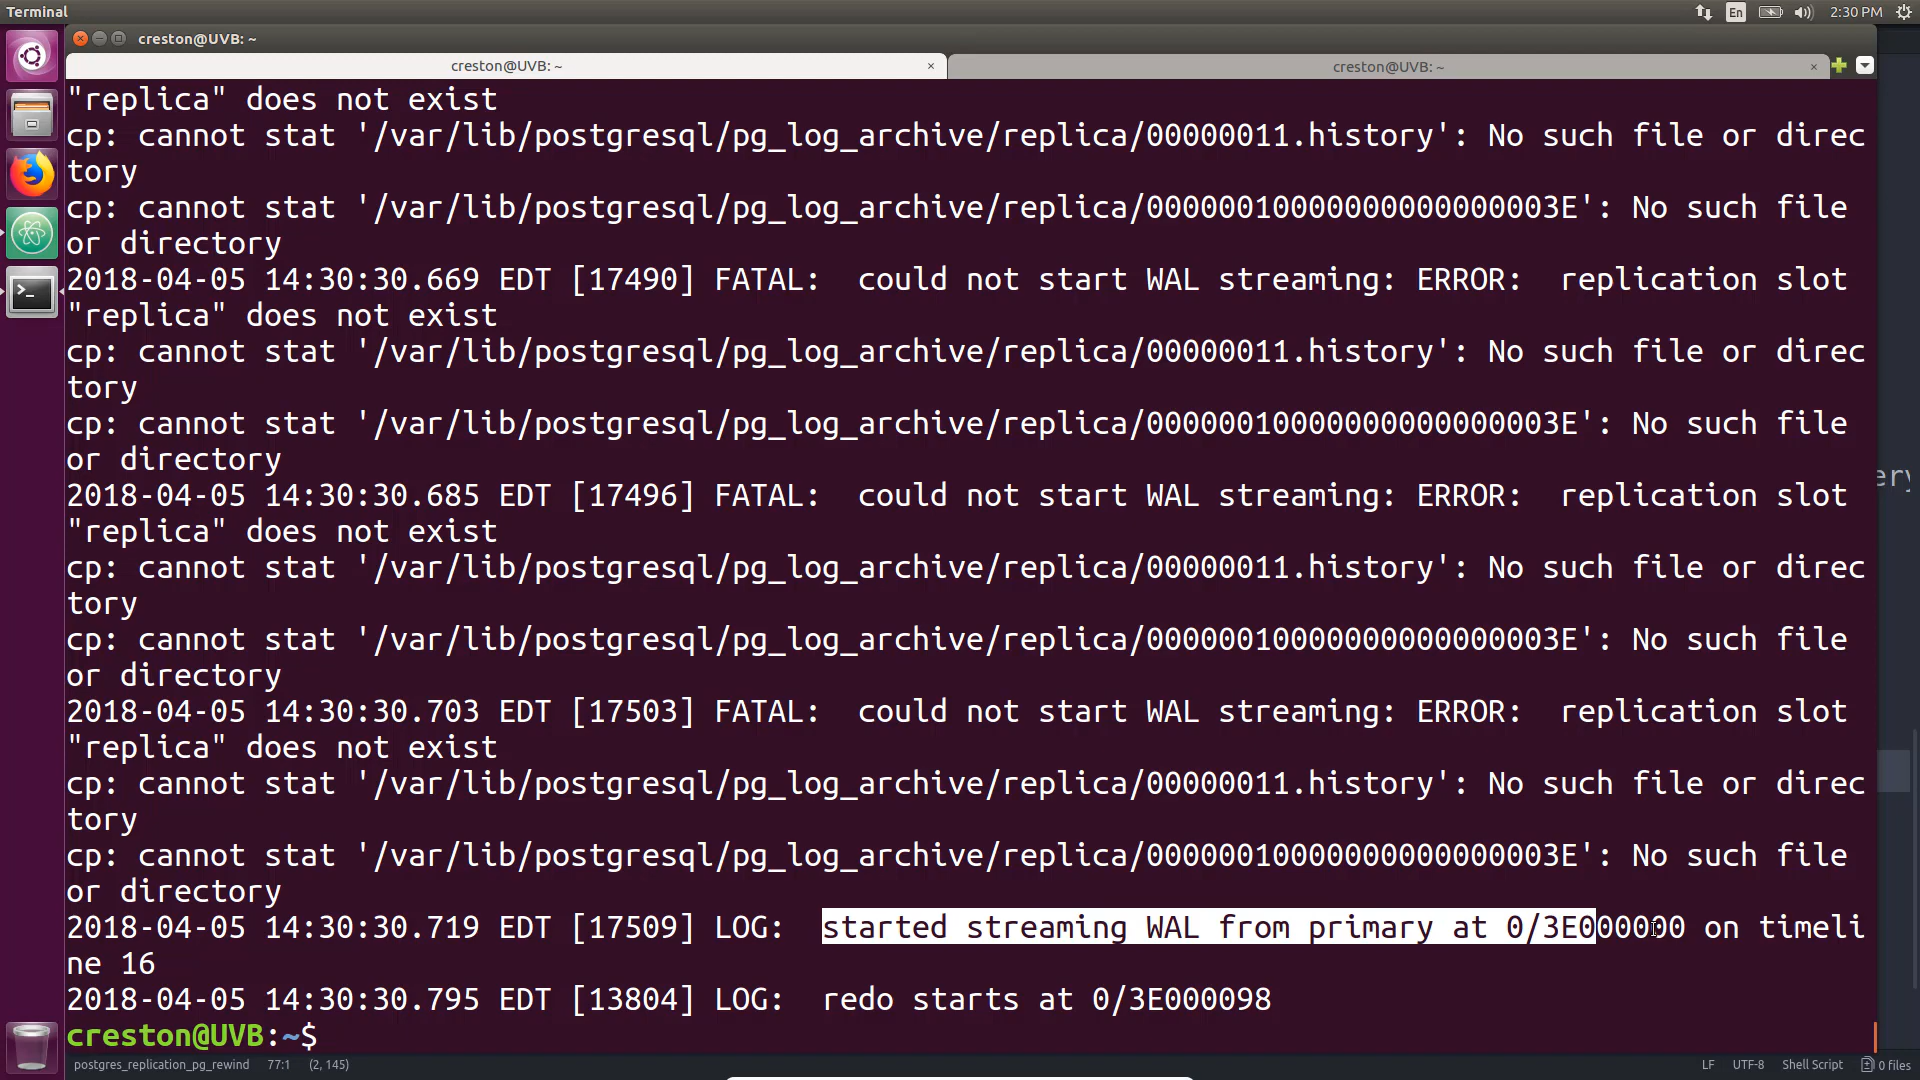 Terminal
En
2:30 PM
creston@UVB: ~
creston@UVB: ~ ×
creston@UVB: ~ ×
"replica" does not exist
cp: cannot stat '/var/lib/postgresql/pg_log_archive/replica/00000011.history': No such file or direc
tory
cp: cannot stat '/var/lib/postgresql/pg_log_archive/replica/00000010000000000000003E': No such file
or directory
2018-04-05 14:30:30.669 EDT [17490] FATAL:  could not start WAL streaming: ERROR:  replication slot
"replica" does not exist
cp: cannot stat '/var/lib/postgresql/pg_log_archive/replica/00000011.history': No such file or direc
tory
cp: cannot stat '/var/lib/postgresql/pg_log_archive/replica/00000010000000000000003E': No such file
or directory
2018-04-05 14:30:30.685 EDT [17496] FATAL:  could not start WAL streaming: ERROR:  replication slot
"replica" does not exist
cp: cannot stat '/var/lib/postgresql/pg_log_archive/replica/00000011.history': No such file or direc
tory
cp: cannot stat '/var/lib/postgresql/pg_log_archive/replica/00000010000000000000003E': No such file
or directory
2018-04-05 14:30:30.703 EDT [17503] FATAL:  could not start WAL streaming: ERROR:  replication slot
"replica" does not exist
cp: cannot stat '/var/lib/postgresql/pg_log_archive/replica/00000011.history': No such file or direc
tory
cp: cannot stat '/var/lib/postgresql/pg_log_archive/replica/00000010000000000000003E': No such file
or directory
2018-04-05 14:30:30.719 EDT [17509] LOG:  started streaming WAL from primary at 0/3E000000 on timeli
ne 16
2018-04-05 14:30:30.795 EDT [13804] LOG:  redo starts at 0/3E000098
creston@UVB:~$
postgres_replication_pg_rewind 77:1 (2, 145)
LF UTF-8 Shell Script 0 files